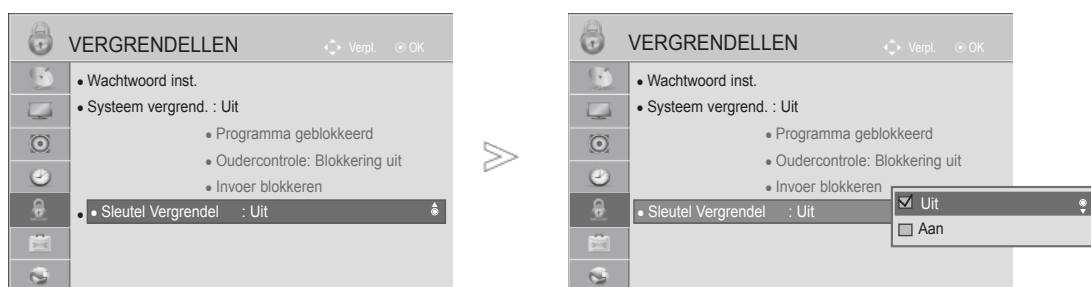 VERGRENDELLEN
Verpl. OK
• Wachtwoord inst.
• Systeem vergrend. : Uit
• Programma geblokkeerd
• Oudercontrole: Blokkering uit
• Invoer blokkeren
• • Sleutel Vergrendel : Uit
VERGRENDELLEN
Verpl. OK
• Wachtwoord inst.
• Systeem vergrend. : Uit
• Programma geblokkeerd
• Oudercontrole: Blokkering uit
• Invoer blokkeren
• Sleutel Vergrendel : Uit
Uit
Aan